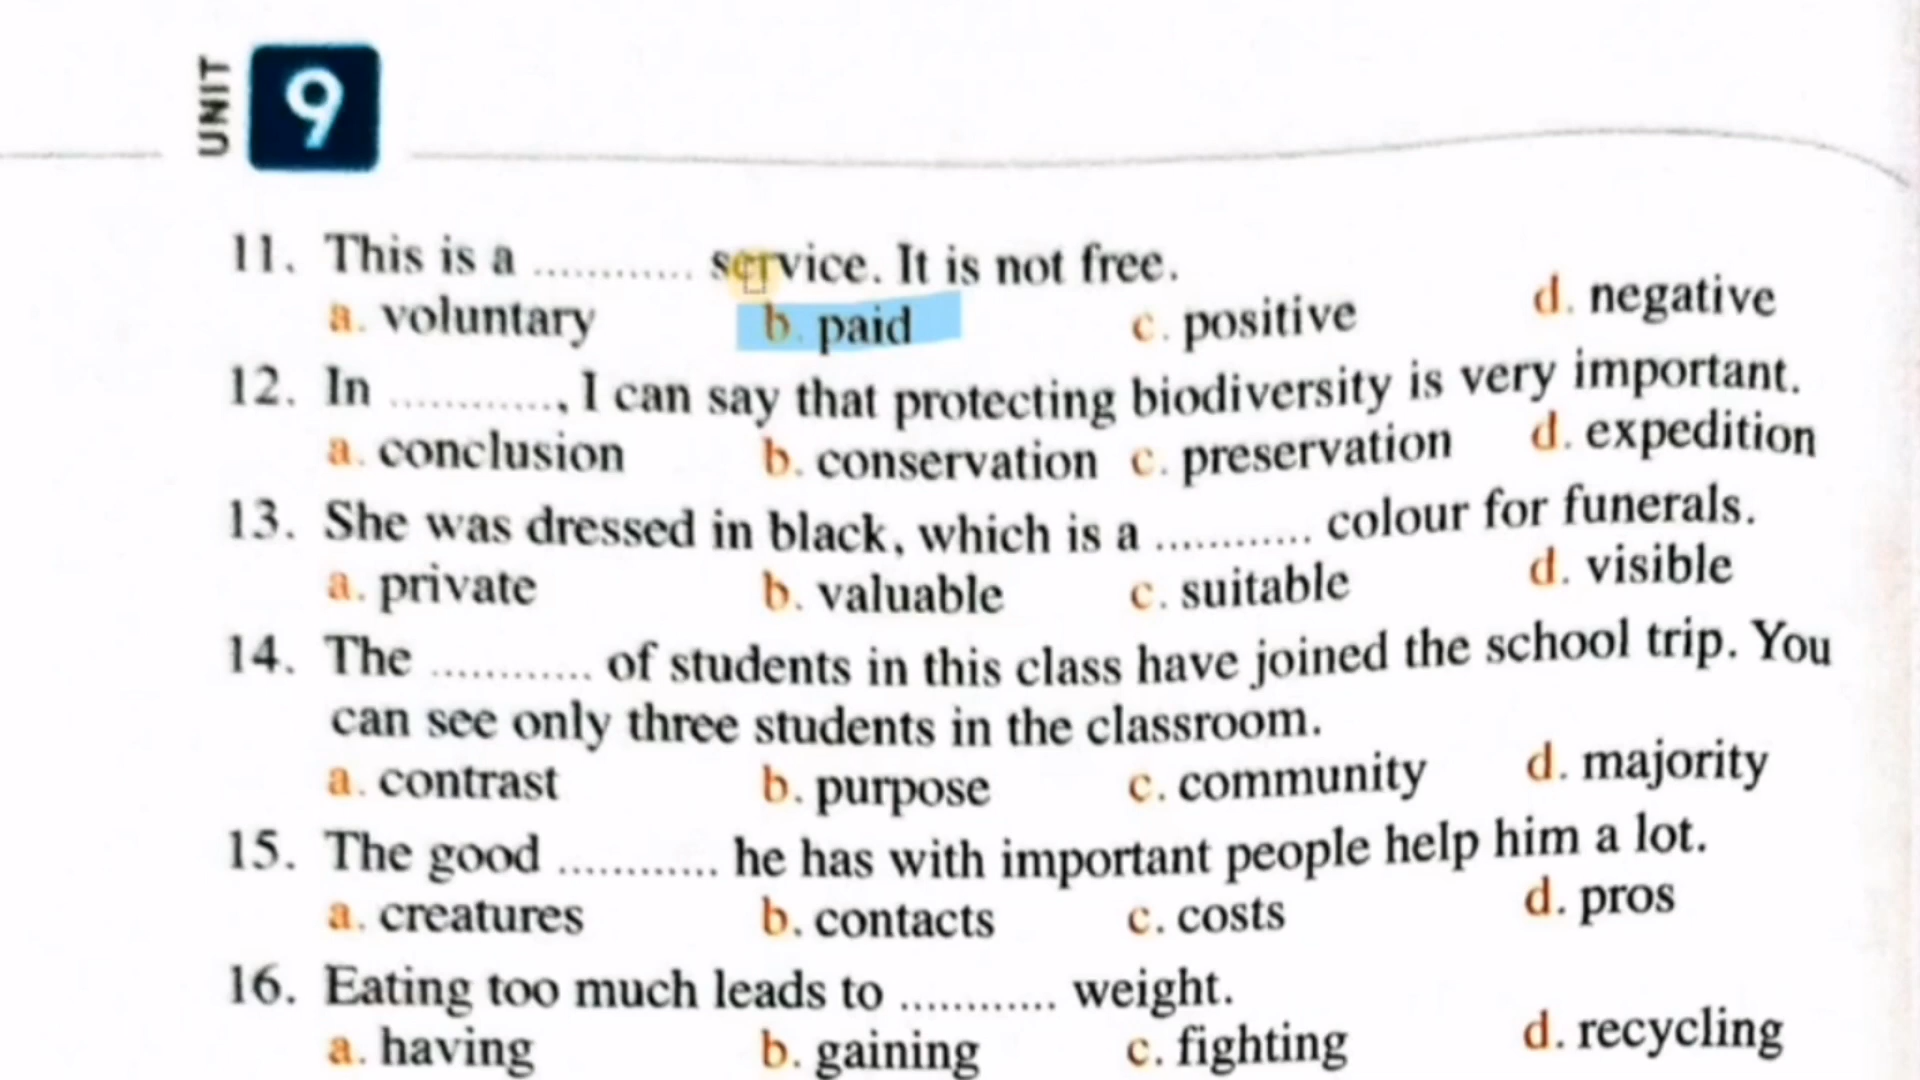 UNIT 9
11. This is a ............ service. It is not free.
a. voluntary b. paid c. positive d. negative
12. In ............, I can say that protecting biodiversity is very important.
a. conclusion b. conservation c. preservation d. expedition
13. She was dressed in black, which is a ............ colour for funerals.
a. private b. valuable c. suitable d. visible
14. The ............ of students in this class have joined the school trip. You
can see only three students in the classroom.
a. contrast b. purpose c. community d. majority
15. The good ............ he has with important people help him a lot.
a. creatures b. contacts c. costs d. pros
16. Eating too much leads to ............ weight.
a. having b. gaining c. fighting d. recycling